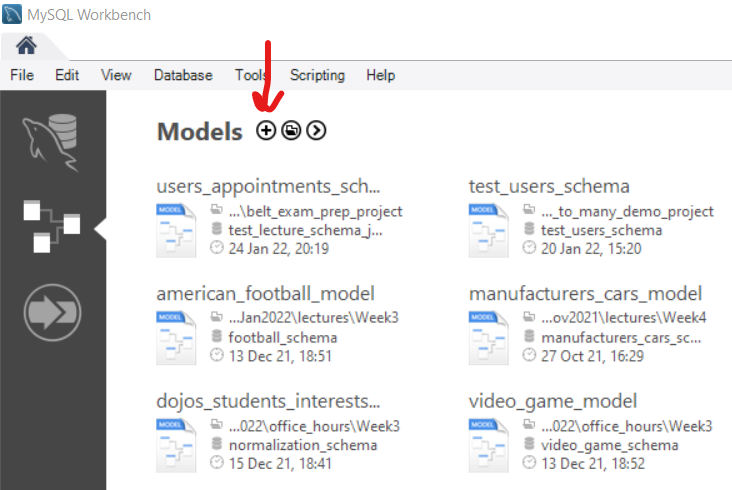 MySQL Workbench
File Edit View Database Tools Scripting Help
Models
users_appointments_sch...
MODEL
...\belt_exam_prep_project
test_lecture_schema_j...
24 Jan 22, 20:19
test_users_schema
MODEL
..._to_many_demo_project
test_users_schema
20 Jan 22, 15:20
american_football_model
MODEL
...Jan2022\lectures\Week3
football_schema
13 Dec 21, 18:51
manufacturers_cars_model
MODEL
...ov2021\lectures\Week4
manufacturers_cars_sc...
27 Oct 21, 16:29
dojos_students_interests...
MODEL
...022\office_hours\Week3
normalization_schema
15 Dec 21, 18:41
video_game_model
MODEL
...022\office_hours\Week3
video_game_schema
13 Dec 21, 18:52